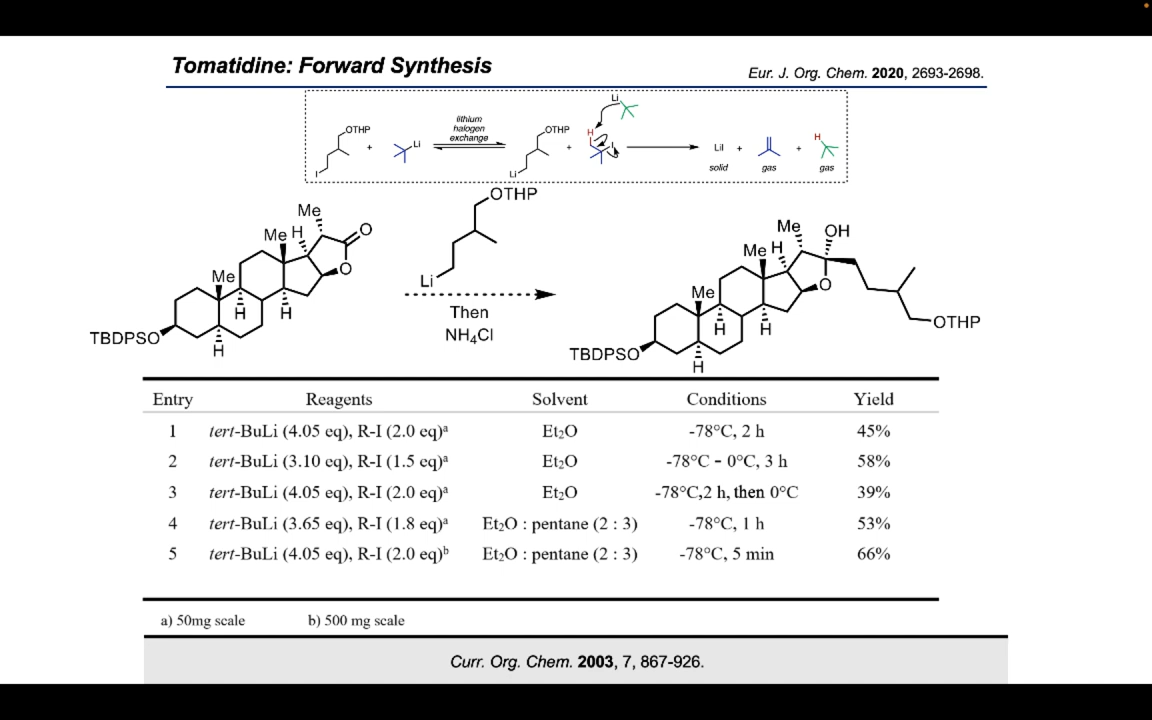 Tomatidine: Forward Synthesis
Eur. J. Org. Chem. 2020, 2693-2698.
OTHP
I
+
Li
lithium
halogen
exchange
OTHP
Li
+
H
I
Li
LiI
solid
+
gas
+
H
gas
Me
Me H
O
O
Me
H
H
TBDPSO
H
OTHP
Li
Then
NH₄Cl
Me
OH
Me H
O
Me
H
H
OTHP
TBDPSO
H
Entry Reagents Solvent Conditions Yield
1 tert-BuLi (4.05 eq), R-I (2.0 eq)ᵃ Et₂O -78°C, 2 h 45%
2 tert-BuLi (3.10 eq), R-I (1.5 eq)ᵃ Et₂O -78°C - 0°C, 3 h 58%
3 tert-BuLi (4.05 eq), R-I (2.0 eq)ᵃ Et₂O -78°C,2 h, then 0°C 39%
4 tert-BuLi (3.65 eq), R-I (1.8 eq)ᵃ Et₂O : pentane (2 : 3) -78°C, 1 h 53%
5 tert-BuLi (4.05 eq), R-I (2.0 eq)ᵇ Et₂O : pentane (2 : 3) -78°C, 5 min 66%
a) 50mg scale b) 500 mg scale
Curr. Org. Chem. 2003, 7, 867-926.